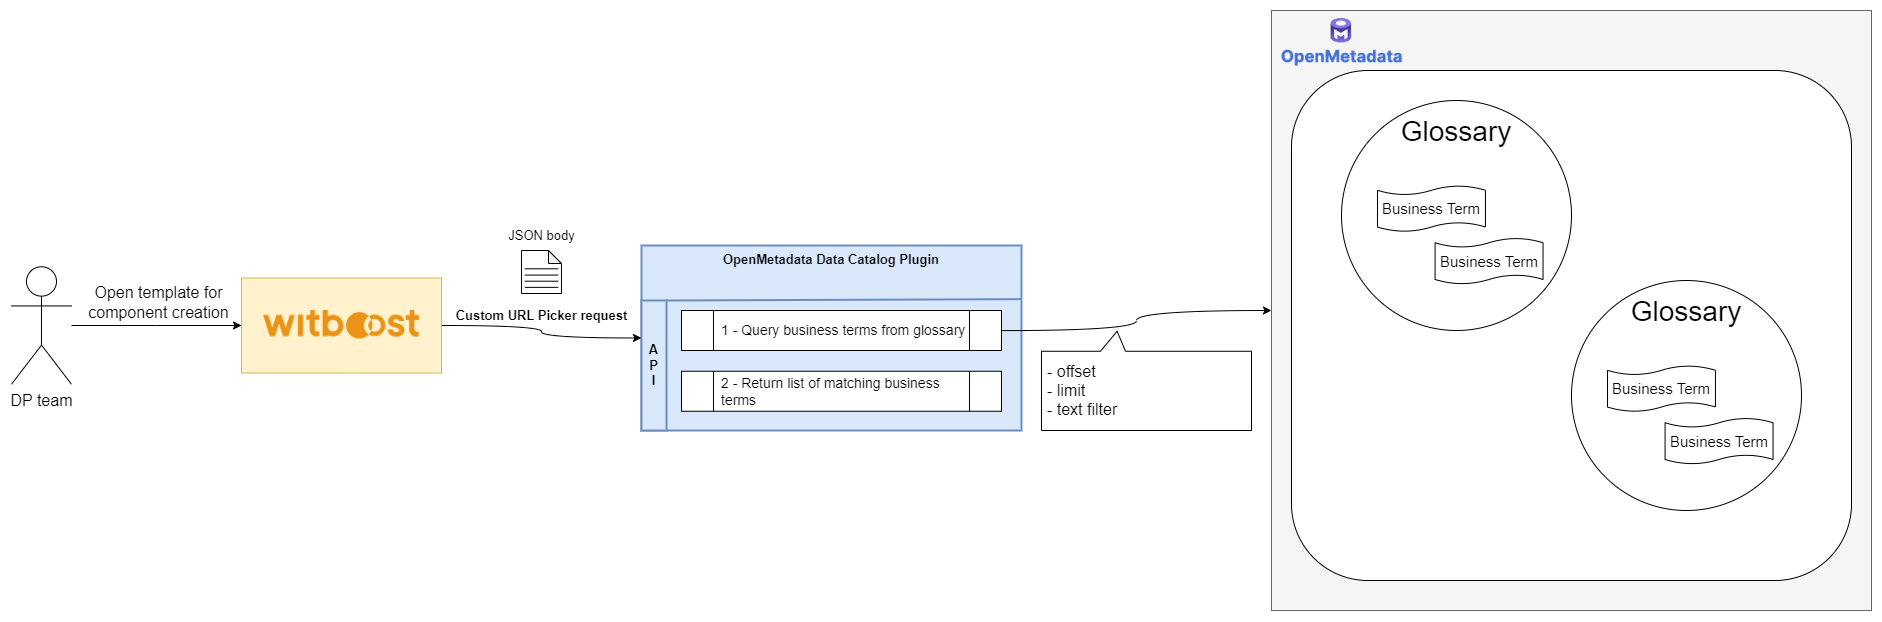 OpenMetadata
Glossary
Business Term
Business Term
Glossary
Business Term
Business Term
JSON body
Open template for
component creation
witboost
Custom URL Picker request
DP team
OpenMetadata Data Catalog Plugin
A
P
I
1 - Query business terms from glossary
2 - Return list of matching business
terms
- offset
- limit
- text filter